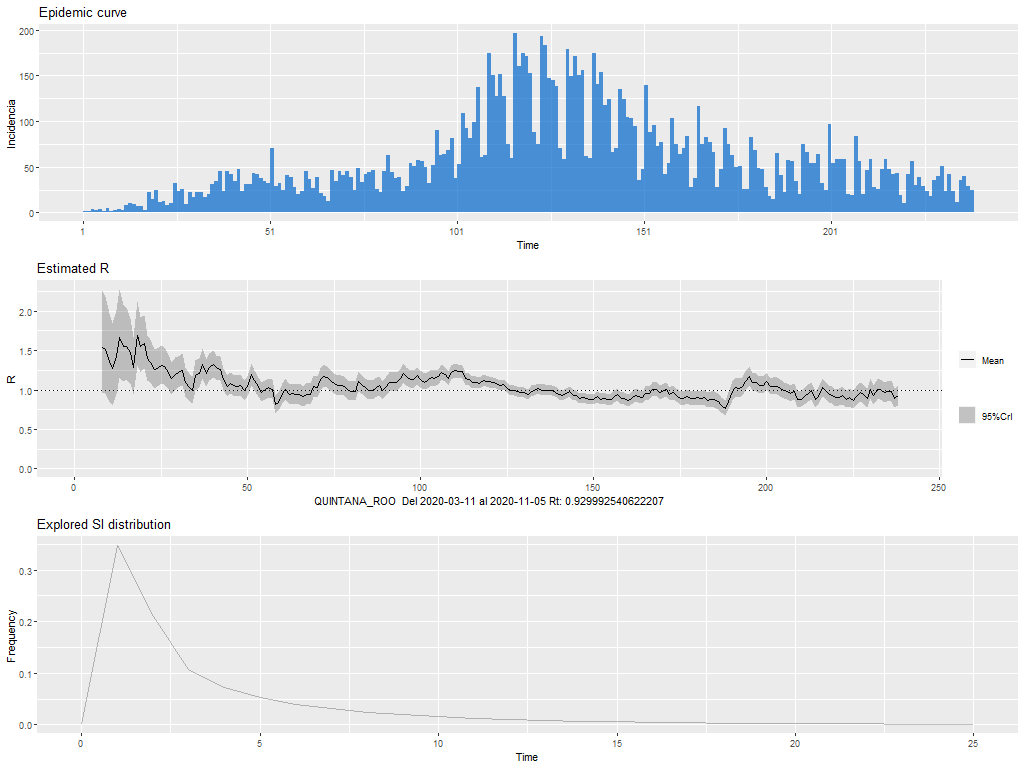 Epidemic curve
200
150
100
50
0
Incidencia
1 51 101 151 201
Time
Estimated R
2.0
1.5
1.0
0.5
0.0
R
Mean
95%CrI
0 50 100 150 200 250
QUINTANA_ROO Del 2020-03-11 al 2020-11-05 Rt: 0.929992540622207
Explored SI distribution
0.3
0.2
0.1
0.0
Frequency
0 5 10 15 20 25
Time